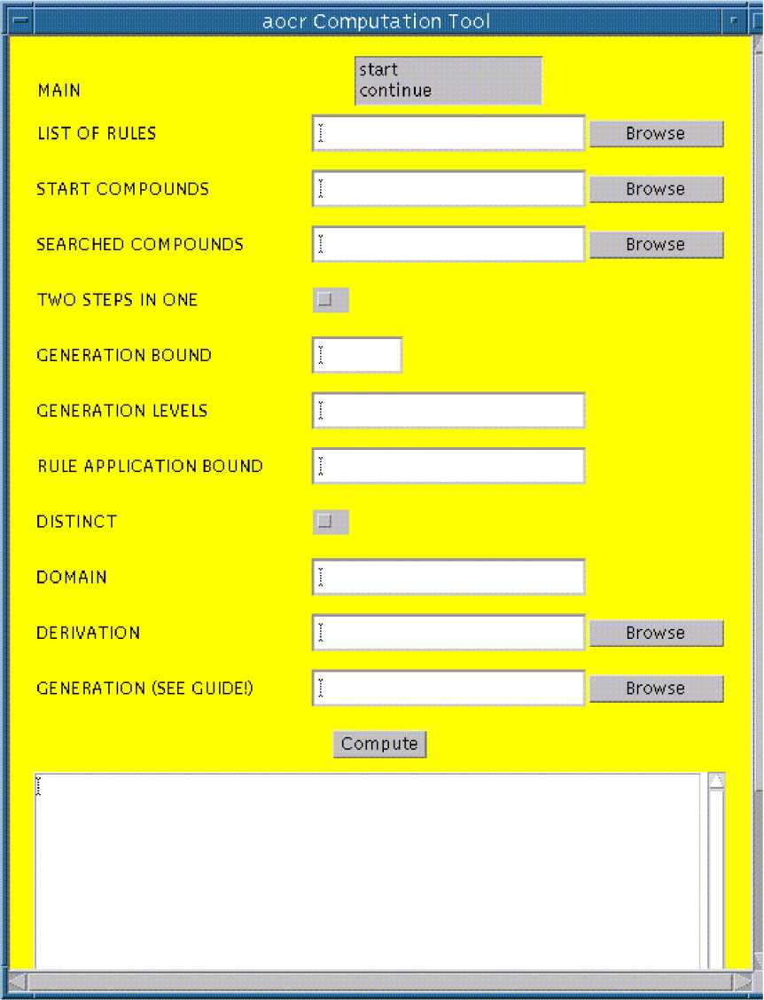 aocr Computation Tool
start
MAIN continue
LIST OF RULES Browse
START COMPOUNDS Browse
SEARCHED COMPOUNDS Browse
TWO STEPS IN ONE
GENERATION BOUND
GENERATION LEVELS
RULE APPLICATION BOUND
DISTINCT
DOMAIN
DERIVATION Browse
GENERATION (SEE GUIDE!) Browse
Compute